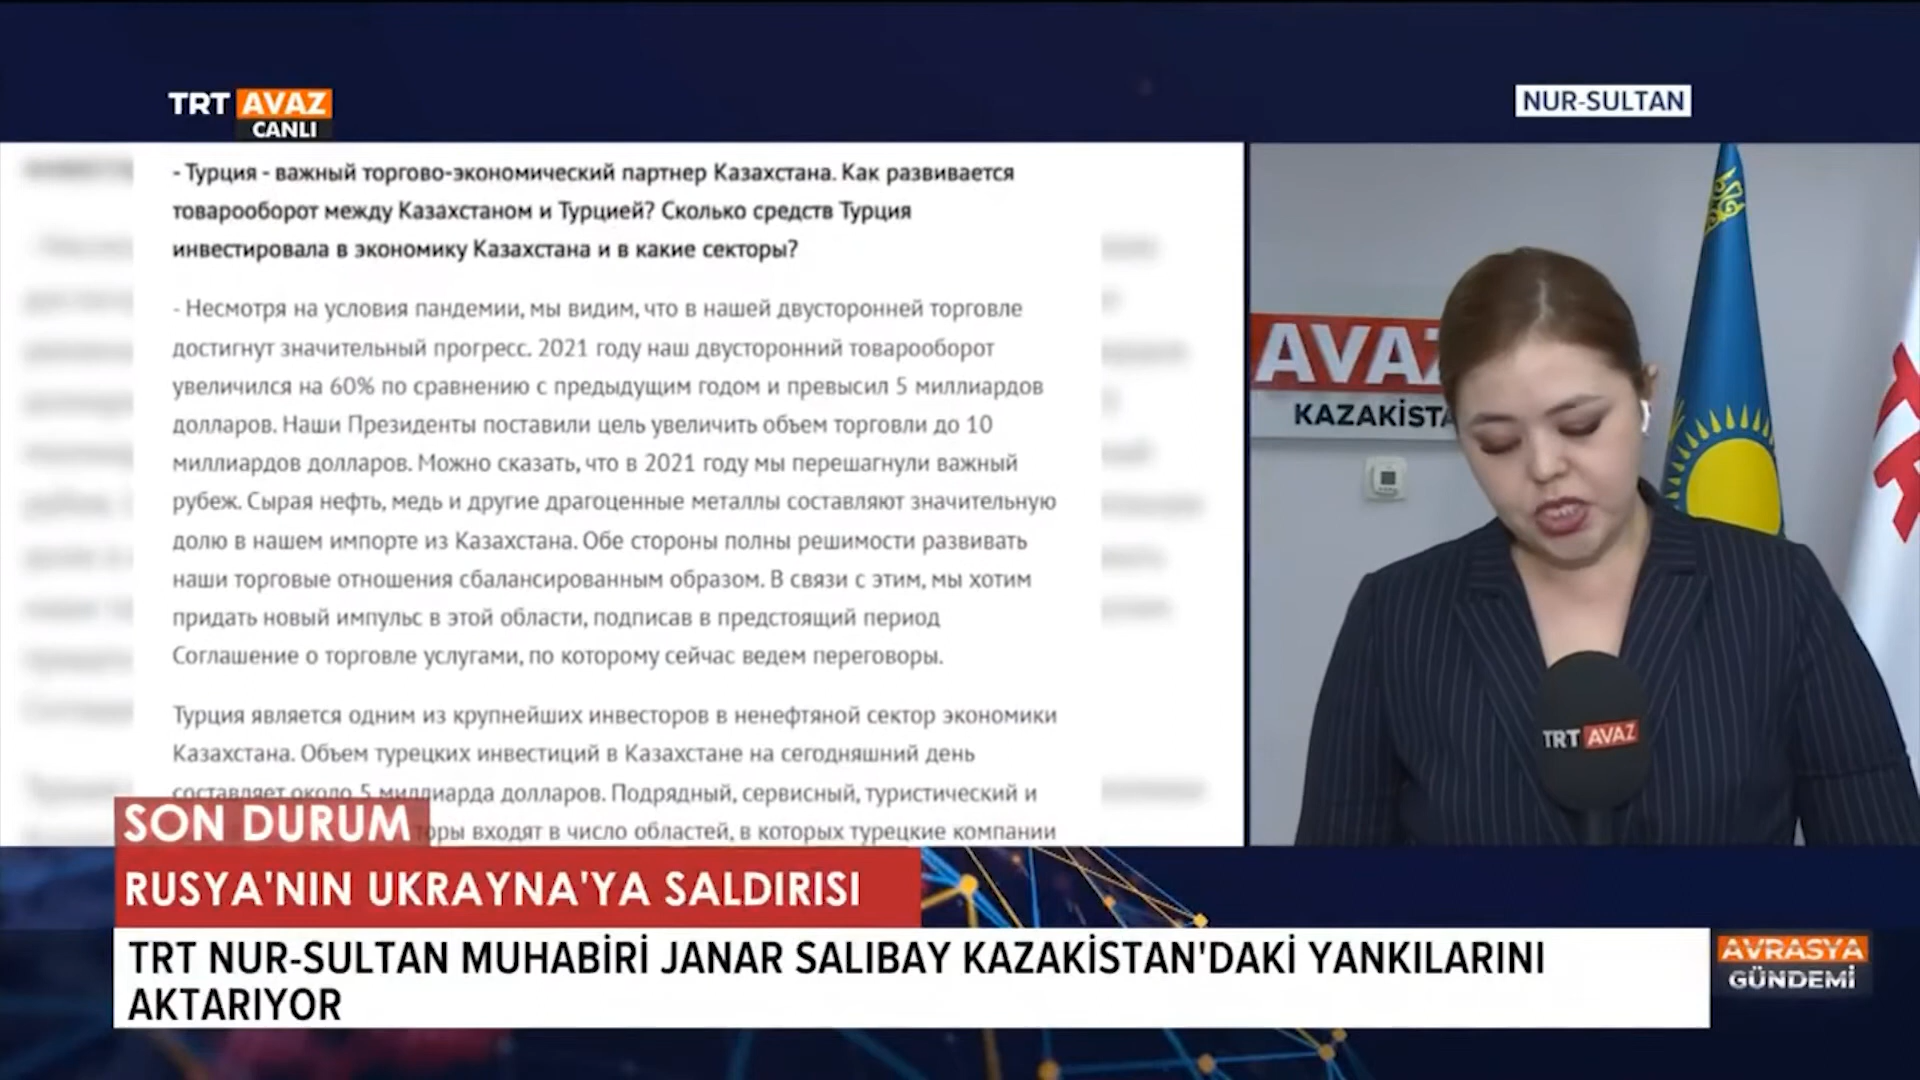 TRT AVAZ
CANLI
NUR-SULTAN
- Турция - важный торгово-экономический партнер Казахстана. Как развивается
товарооборот между Казахстаном и Турцией? Сколько средств Турция
инвестировала в экономику Казахстана и в какие секторы?
- Несмотря на условия пандемии, мы видим, что в нашей двусторонней торговле
достигнут значительный прогресс. 2021 году наш двусторонний товарооборот
увеличился на 60% по сравнению с предыдущим годом и превысил 5 миллиардов
долларов. Наши Президенты поставили цель увеличить объем торговли до 10
миллиардов долларов. Можно сказать, что в 2021 году мы перешагнули важный
рубеж. Сырая нефть, медь и другие драгоценные металлы составляют значительную
долю в нашем импорте из Казахстана. Обе стороны полны решимости развивать
наши торговые отношения сбалансированным образом. В связи с этим, мы хотим
придать новый импульс в этой области, подписав в предстоящий период
Соглашение о торговле услугами, по которому сейчас ведем переговоры.
Турция является одним из крупнейших инвесторов в ненефтяной сектор экономики
Казахстана. Объем турецких инвестиций в Казахстане на сегодняшний день
составляет около 5 миллиарда долларов. Подрядный, сервисный, туристический и
входят в число областей, в которых турецкие компании
AVAZ
KAZAKİSTA
TRT AVAZ
SON DURUM
RUSYA'NIN UKRAYNA'YA SALDIRISI
TRT NUR-SULTAN MUHABİRİ JANAR SALIBAY KAZAKİSTAN'DAKİ YANKILARINI
AKTARIYOR
AVRASYA
GÜNDEMİ